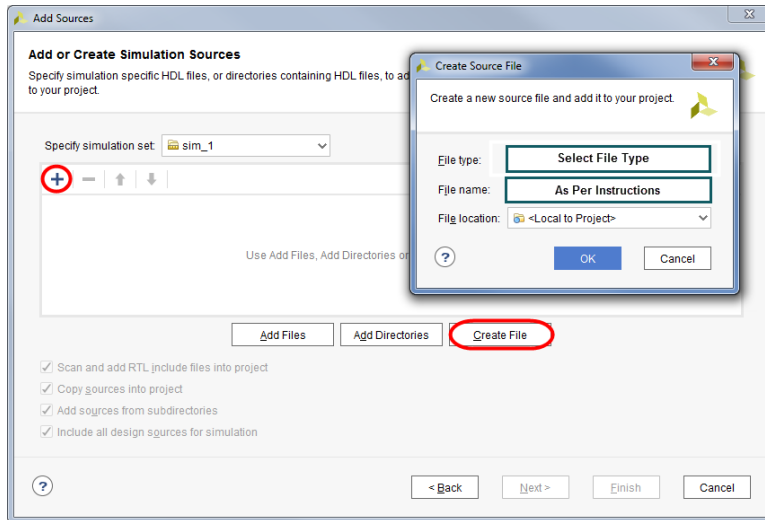 Add Sources
Add or Create Simulation Sources
Specify simulation specific HDL files, or directories containing HDL files, to ad
to your project.
Create Source File
Create a new source file and add it to your project.
File type:
Select File Type
File name:
As Per Instructions
File location:
<Local to Project>
?
OK
Cancel
Specify simulation set:
sim_1
Use Add Files, Add Directories or
Add Files
Add Directories
Create File
Scan and add RTL include files into project
Copy sources into project
Add sources from subdirectories
Include all design sources for simulation
?
< Back
Next >
Finish
Cancel